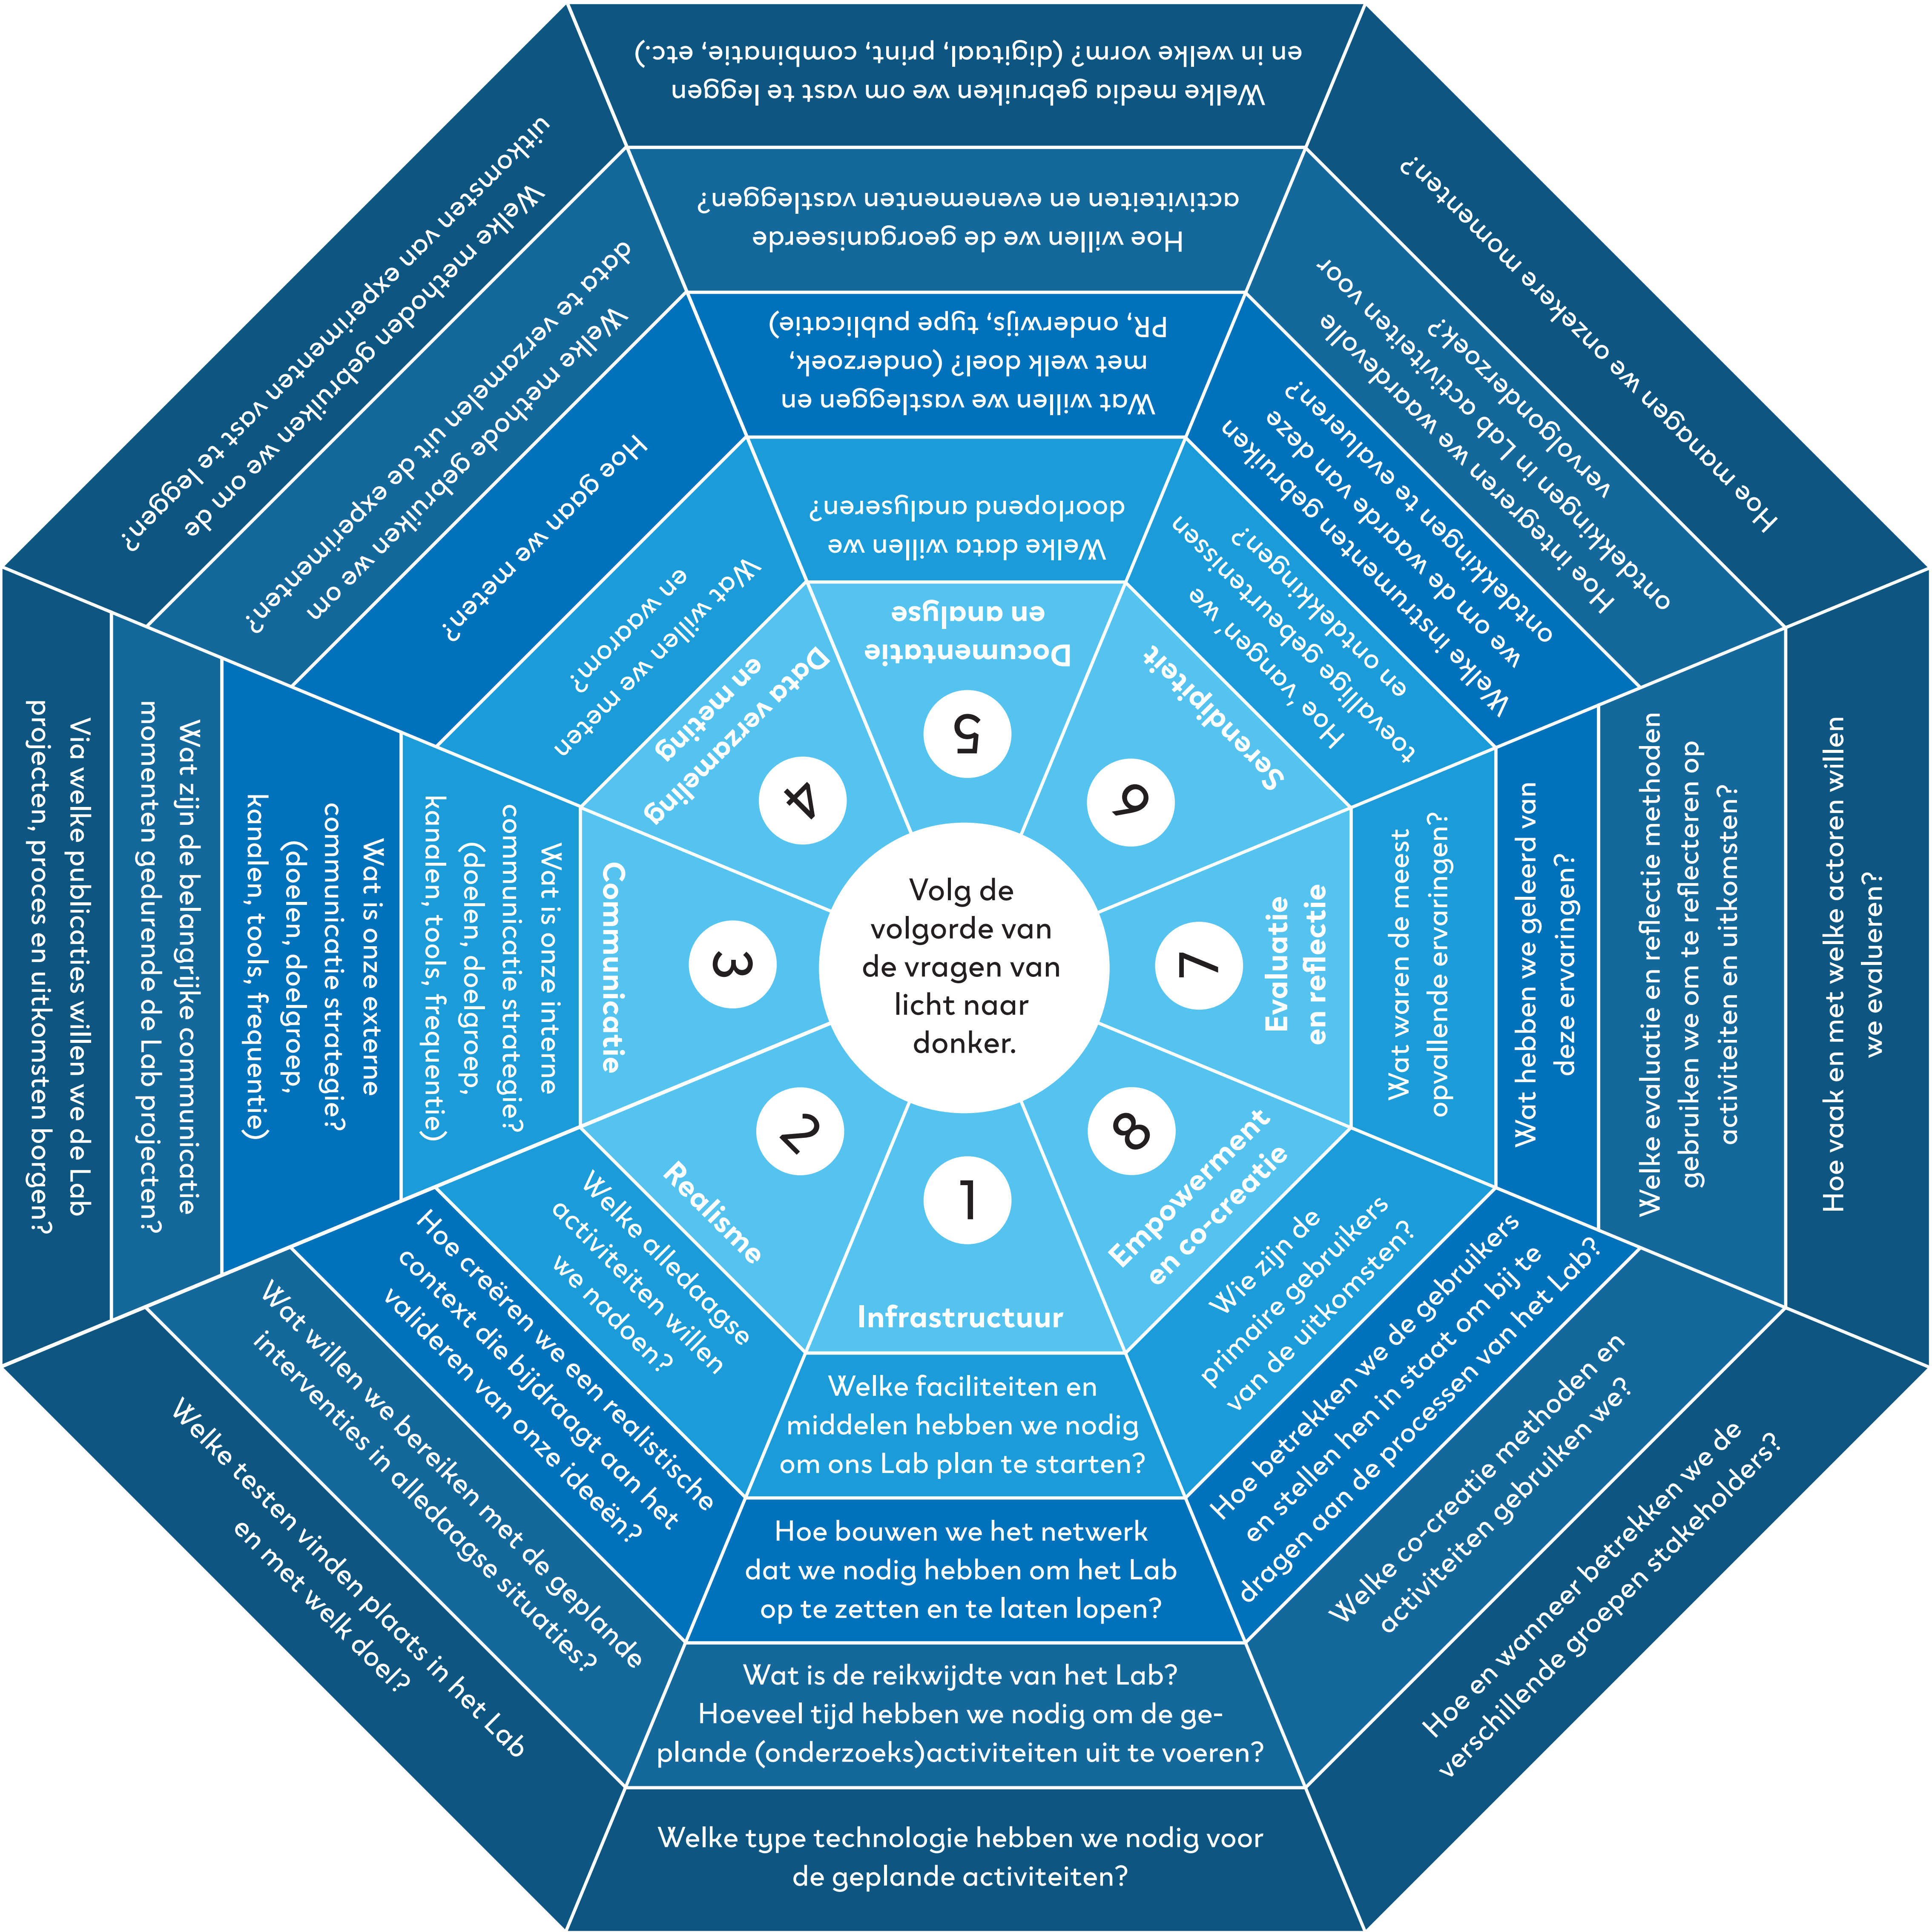 Volg de
volgorde van
de vragen van
licht naar
donker.
1
Infrastructuur
Welke faciliteiten en
middelen hebben we nodig
om ons Lab plan te starten?
Hoe bouwen we het netwerk
dat we nodig hebben om het Lab
op te zetten en te laten lopen?
Wat is de reikwijdte van het Lab?
Hoeveel tijd hebben we nodig om de ge-
plande (onderzoeks)activiteiten uit te voeren?
Welke type technologie hebben we nodig voor
de geplande activiteiten?
2
Realisme
Welke alledaagse
activiteiten willen
we nadoen?
Hoe creëren we een realistische
context die bijdraagt aan het
valideren van onze ideeën?
Wat willen we bereiken met de geplande
interventies in alledaagse situaties?
Welke testen vinden plaats in het Lab
en met welk doel?
3
Communicatie
Wat is onze interne
communicatie strategie?
(doelen, doelgroep,
kanalen, tools, frequentie)
Wat is onze externe
communicatie strategie?
(doelen, doelgroep,
kanalen, tools, frequentie)
Wat zijn de belangrijke communicatie
momenten gedurende de Lab projecten?
Via welke publicaties willen we de Lab
projecten, proces en uitkomsten borgen?
4
Data verzameling
en meting
Wat willen we meten
en waarom?
Hoe gaan we meten?
Welke methode gebruiken we om
data te verzamelen uit de experimenten?
Welke methoden gebruiken we om de
uitkomsten van experimenten vast te leggen?
5
Documentatie
en analyse
Welke data willen we
doorlopend analyseren?
Wat willen we vastleggen en
met welk doel? (onderzoek,
PR, onderwijs, type publicatie)
Hoe willen we de georganiseerde
activiteiten en evenementen vastleggen?
Welke media gebruiken we om vast te leggen
en in welke vorm? (digitaal, print, combinatie, etc.)
6
Serendipiteit
Hoe ‘vangen’ we
toevallige gebeurtenissen
en ontdekkingen?
Welke instrumenten gebruiken
we om de waarde van deze
ontdekkingen te evalueren?
Hoe integreren we waardevolle
ontdekkingen in Lab activiteiten voor
vervolgonderzoek?
Hoe managen we onzekere momenten?
7
Evaluatie
en reflectie
Wat waren de meest
opvallende ervaringen?
Wat hebben we geleerd van
deze ervaringen?
Welke evaluatie en reflectie methoden
gebruiken we om te reflecteren op
activiteiten en uitkomsten?
Hoe vaak en met welke actoren willen
we evalueren?
8
Empowerment
en co-creatie
Wie zijn de
primaire gebruikers
van de uitkomsten?
Hoe betrekken we de gebruikers
en stellen hen in staat om bij te
dragen aan de processen van het Lab?
Welke co-creatie methoden en
activiteiten gebruiken we?
Hoe en wanneer betrekken we de
verschillende groepen stakeholders?